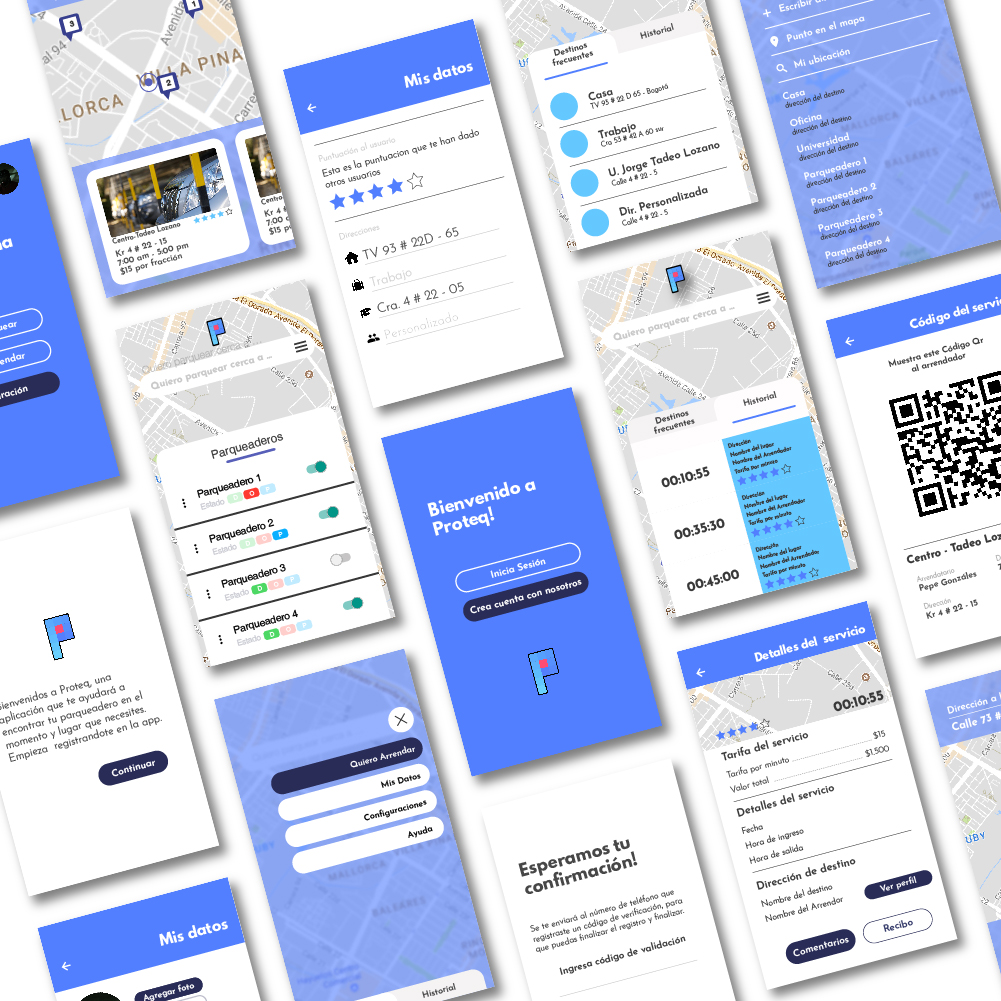 3
1
2
al 94
Avenida
VILLA PINA
LORCA
Carrera
Centro-Tadeo Lozano
Kr 4 # 22 - 15
7:00 am - 5:00 pm
$15 por fracción
Mis datos
Puntuación al usuario
Esta es la puntuacion que te han dado
otros usuarios
Direcciones
TV 93 # 22D - 65
Trabajo
Cra. 4 # 22 - 05
Personalizado
Destinos
frecuentes
Historial
Casa
TV 93 # 22 D 65 - Bogotá
Trabajo
Cra 53 # 42 A 60 sur
U. Jorge Tadeo Lozano
Calle 4 # 22 - 5
Dir. Personalizada
Calle 4 # 22 - 5
Escribir
Punto en el mapa
Mi ubicación
Casa
dirección del destino
Oficina
dirección del destino
Universidad
dirección del destino
Parqueadero 1
dirección del destino
Parqueadero 2
dirección del destino
Parqueadero 3
dirección del destino
Parqueadero 4
dirección del destino
Quiero parquear cerca a ...
Parqueaderos
Parqueadero 1
Estado D O P
Parqueadero 2
Estado D O P
Parqueadero 3
Estado D O P
Parqueadero 4
Estado D O P
Bienvenido a
Proteq!
Inicia Sesión
Crea cuenta con nosotros
El Dorado Avenida El Dorado
Quiero parquear cerca a ...
Calle 23a
Destinos
frecuentes
Historial
00:10:55
Dirección
Nombre del lugar
Nombre del Arrendador
Tarifa por minuto
00:35:30
Dirección
Nombre del lugar
Nombre del Arrendador
Tarifa por minuto
00:45:00
Dirección
Nombre del lugar
Nombre del Arrendador
Tarifa por minuto
Código del servi
Muestra este Código Qr
al arrendador
Centro - Tadeo Loz
Arrendatario
Pepe Gonzáles
Dirección
Kr 4 # 22 - 15
ienvenidos a Proteq, una
aplicación que te ayudará a
encontrar tu parqueadero en el
momento y lugar que necesites.
Empieza registrandote en la app.
Continuar
Quiero Arrendar
Mis Datos
Configuraciones
Ayuda
MALLORCA
Historial
Esperamos tu
confirmación!
Se te enviará al número de teléfono que
registraste un código de verificación, para
que puedas finalizar el registro y finalizar.
Ingresa código de validación
Detalles del servicio
00:10:55
Tarifa del servicio
Tarifa por minuto $15
Valor total $1.500
Detalles del servicio
Fecha
Hora de ingreso
Hora de salida
Dirección de destino
Nombre del destino
Nombre del Arrendor
Ver perfil
Comentarios
Recibo
Dirección a
Calle 73 #
UBY
Mis datos
Agregar foto